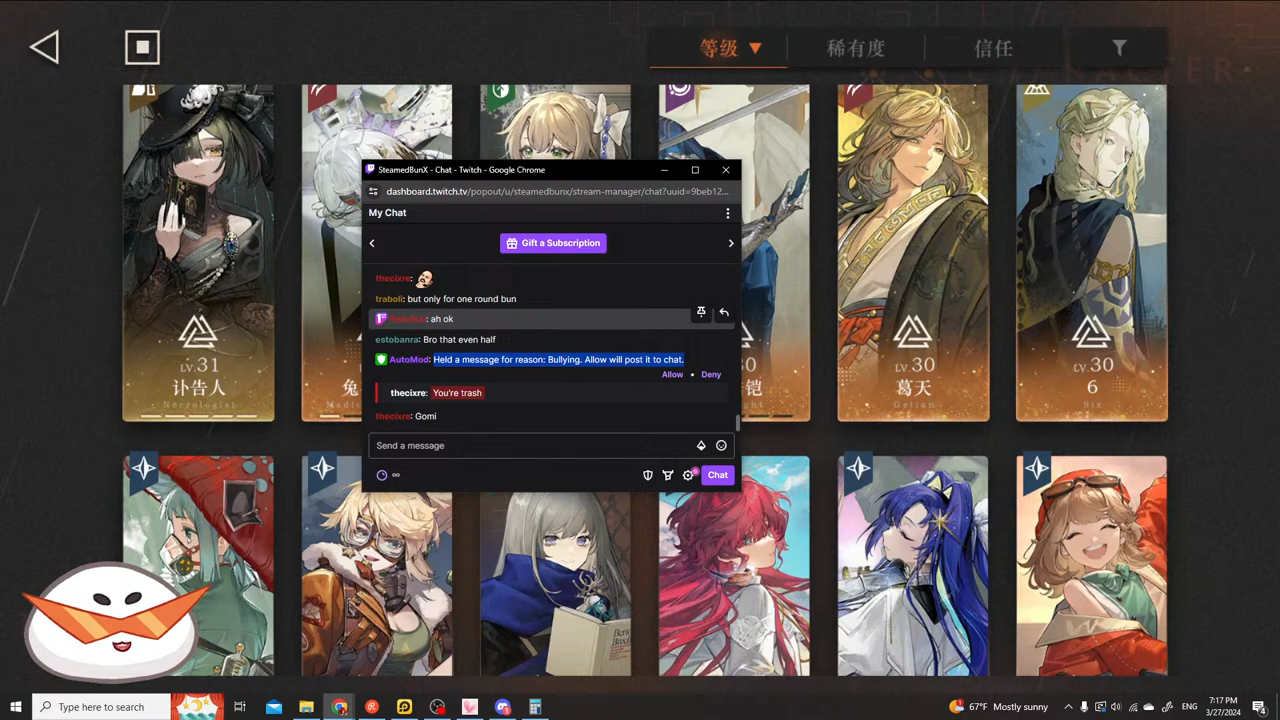 等级 ▼
稀有度
信任
LV.31
讣告人
Necrologist
兔
LV.30
葛天
Getian
LV.30
6
Six
SteamedBunX - Chat - Twitch - Google Chrome
dashboard.twitch.tv/popout/u/steamedbunx/stream-manager/chat?uuid=9beb12...
My Chat
Gift a Subscription
thecixre:
traboli: but only for one round bun
: ah ok
estobanra: Bro that even half
AutoMod: Held a message for reason: Bullying. Allow will post it to chat.
Allow • Deny
thecixre: You're trash
thecixre: Gomi
Send a message
Chat
Type here to search
67°F Mostly sunny
ENG
7:17 PM
3/27/2024
4